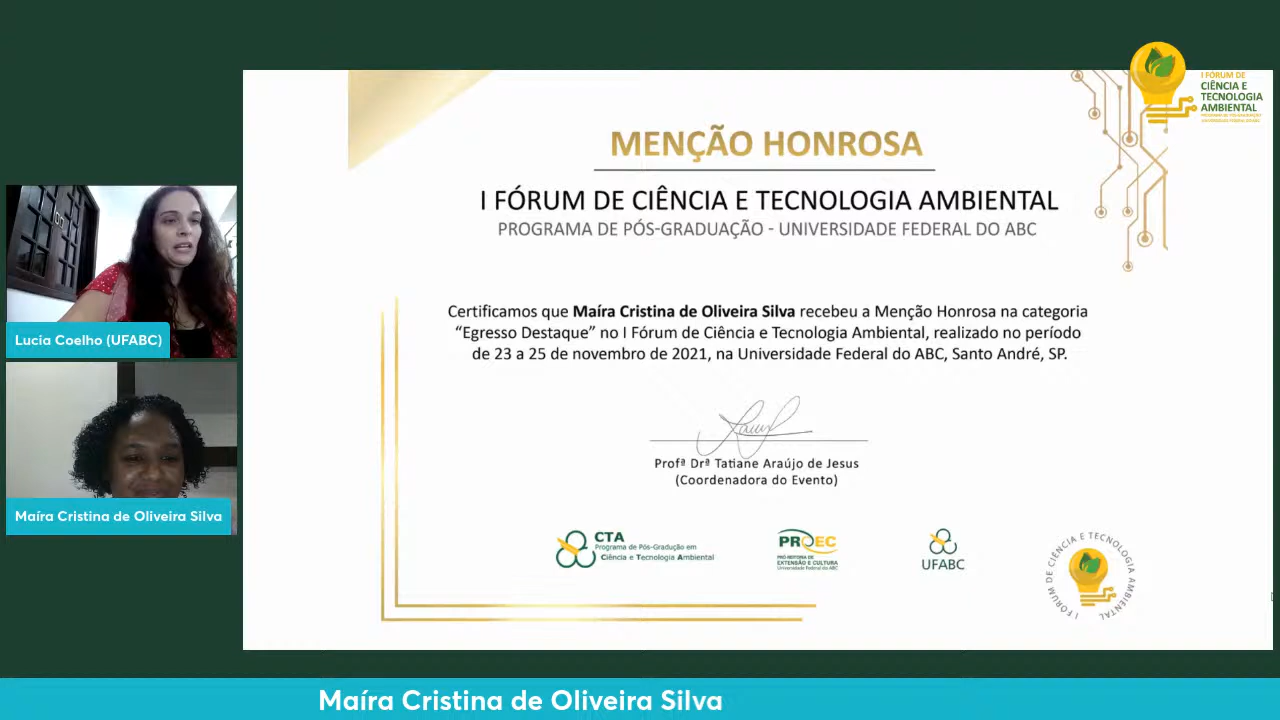 I FÓRUM DE
CIÊNCIA E
TECNOLOGIA
AMBIENTAL
MENÇÃO HONROSA
I FÓRUM DE CIÊNCIA E TECNOLOGIA AMBIENTAL
PROGRAMA DE PÓS-GRADUAÇÃO - UNIVERSIDADE FEDERAL DO ABC
Certificamos que Maíra Cristina de Oliveira Silva recebeu a Menção Honrosa na categoria
“Egresso Destaque” no I Fórum de Ciência e Tecnologia Ambiental, realizado no período
de 23 a 25 de novembro de 2021, na Universidade Federal do ABC, Santo André, SP.
Profª Drª Tatiane Araújo de Jesus
(Coordenadora do Evento)
CTA
Programa de Pós-Gradução em
Ciência e Tecnologia Ambiental
PROEC
PRÓ-REITORIA DE
EXTENSÃO E CULTURA
Universidade Federal do ABC
UFABC
I FÓRUM DE CIÊNCIA E TECNOLOGIA AMBIENTAL
Lucia Coelho (UFABC)
Maíra Cristina de Oliveira Silva
Maíra Cristina de Oliveira Silva